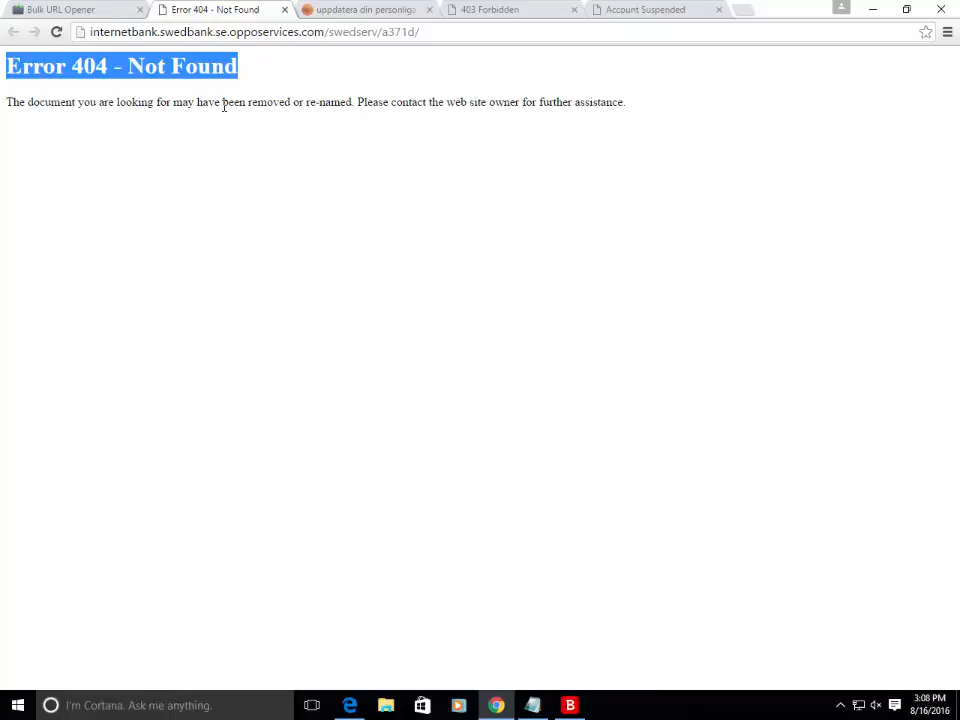 Bulk URL Opener
Error 404 - Not Found
uppdatera din personliga
403 Forbidden
Account Suspended
internetbank.swedbank.se.opposervices.com/swedserv/a371d/
Error 404 - Not Found
The document you are looking for may have been removed or re-named. Please contact the web site owner for further assistance.
I'm Cortana. Ask me anything.
B
3:08 PM
8/16/2016